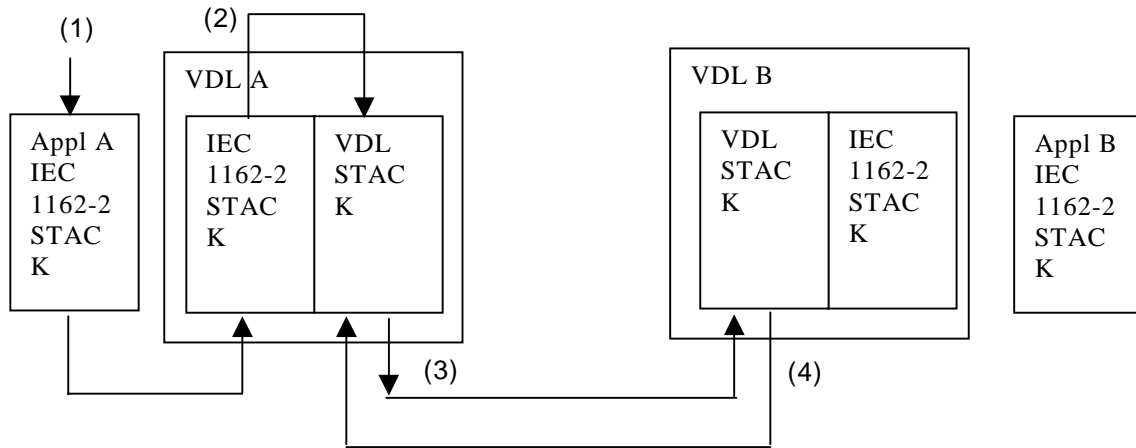 (1)
(2)
VDL A
VDL B
Appl A
IEC
1162-2
STAC
K
IEC
1162-2
STAC
K
VDL
STAC
K
VDL
STAC
K
IEC
1162-2
STAC
K
Appl B
IEC
1162-2
STAC
K
(3)
(4)